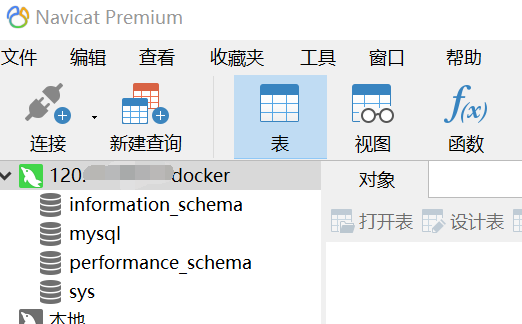 Navicat Premium
文件 编辑 查看 收藏夹 工具 窗口 帮助
f(x)
连接 新建查询 表 视图 函数
120. docker 对象
information_schema
打开表 设计表
mysql
performance_schema
sys
本地